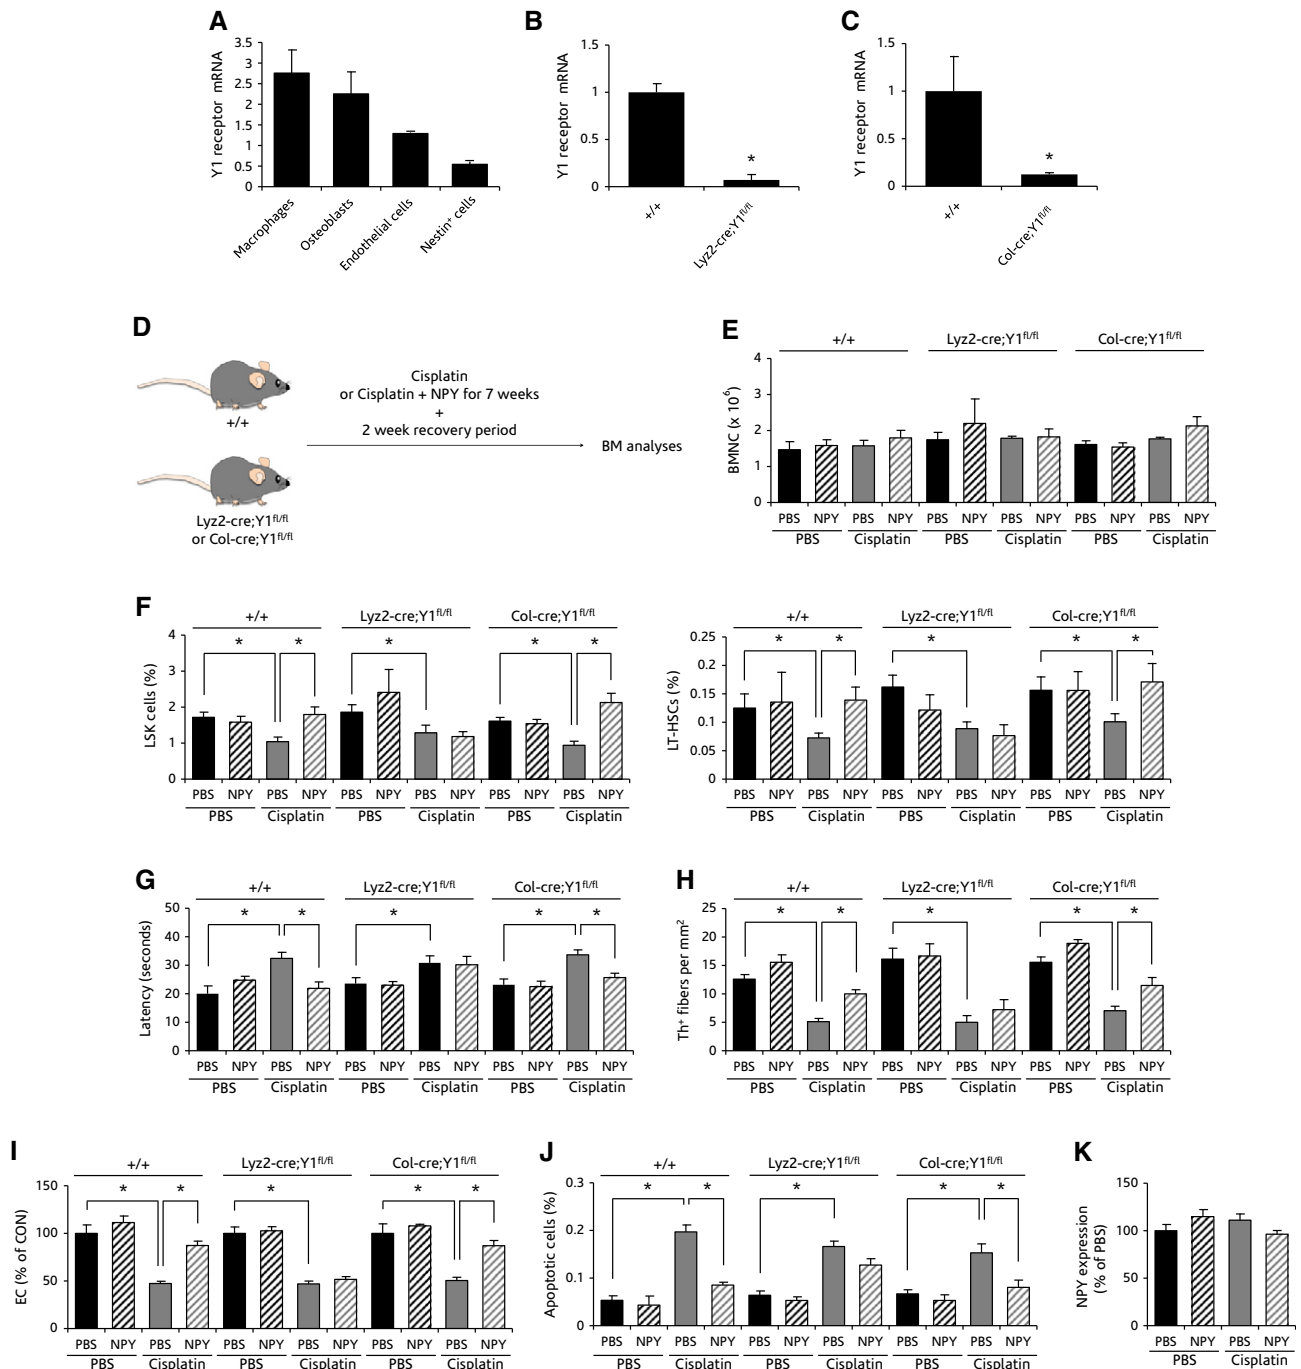 A
Y1 receptor mRNA
3.5
3
2.5
2
1.5
1
0.5
0
Macrophages
Osteoblasts
Endothelial cells
Nestin⁺ cells
B
Y1 receptor mRNA
1.5
1
0.5
0
*
+/+
Lyz2-cre;Y1fl/fl
C
Y1 receptor mRNA
1.5
1
0.5
0
*
+/+
Col-cre;Y1fl/fl
D
+/+
Lyz2-cre;Y1fl/fl
or Col-cre;Y1fl/fl
Cisplatin
or Cisplatin + NPY for 7 weeks
+
2 week recovery period
BM analyses
E
+/+ Lyz2-cre;Y1fl/fl Col-cre;Y1fl/fl
BMNC (x 10⁶)
4
3
2
1
0
PBS NPY PBS NPY PBS NPY PBS NPY PBS NPY PBS NPY
PBS Cisplatin PBS Cisplatin PBS Cisplatin
F
+/+ Lyz2-cre;Y1fl/fl Col-cre;Y1fl/fl
LSK cells (%)
4
3
2
1
0
* * * * *
PBS NPY PBS NPY PBS NPY PBS NPY PBS NPY PBS NPY
PBS Cisplatin PBS Cisplatin PBS Cisplatin
+/+ Lyz2-cre;Y1fl/fl Col-cre;Y1fl/fl
LT-HSCs (%)
0.25
0.2
0.15
0.1
0.05
0
* * * * *
PBS NPY PBS NPY PBS NPY PBS NPY PBS NPY PBS NPY
PBS Cisplatin PBS Cisplatin PBS Cisplatin
G
+/+ Lyz2-cre;Y1fl/fl Col-cre;Y1fl/fl
Latency (seconds)
50
40
30
20
10
0
* * * * *
PBS NPY PBS NPY PBS NPY PBS NPY PBS NPY PBS NPY
PBS Cisplatin PBS Cisplatin PBS Cisplatin
H
+/+ Lyz2-cre;Y1fl/fl Col-cre;Y1fl/fl
Th⁺ fibers per mm²
25
20
15
10
5
0
* * * * *
PBS NPY PBS NPY PBS NPY PBS NPY PBS NPY PBS NPY
PBS Cisplatin PBS Cisplatin PBS Cisplatin
I
+/+ Lyz2-cre;Y1fl/fl Col-cre;Y1fl/fl
EC (% of CON)
150
100
50
0
* * * * *
PBS NPY PBS NPY PBS NPY PBS NPY PBS NPY PBS NPY
PBS Cisplatin PBS Cisplatin PBS Cisplatin
J
+/+ Lyz2-cre;Y1fl/fl Col-cre;Y1fl/fl
Apoptotic cells (%)
0.3
0.2
0.1
0
* * * * *
PBS NPY PBS NPY PBS NPY PBS NPY PBS NPY PBS NPY
PBS Cisplatin PBS Cisplatin PBS Cisplatin
K
NPY expression
(% of PBS)
150
100
50
0
PBS NPY PBS NPY
PBS Cisplatin